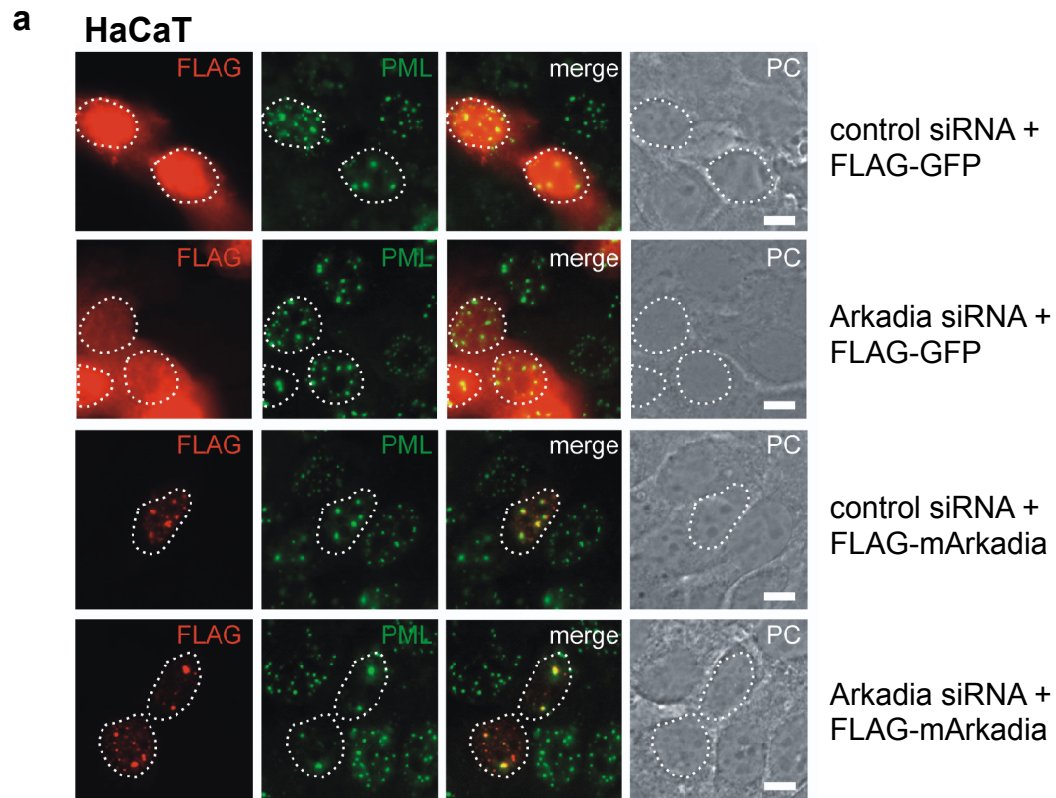 a
HaCaT
FLAG PML merge PC
control siRNA +
FLAG-GFP
FLAG PML merge PC
Arkadia siRNA +
FLAG-GFP
FLAG PML merge PC
control siRNA +
FLAG-mArkadia
FLAG PML merge PC
Arkadia siRNA +
FLAG-mArkadia